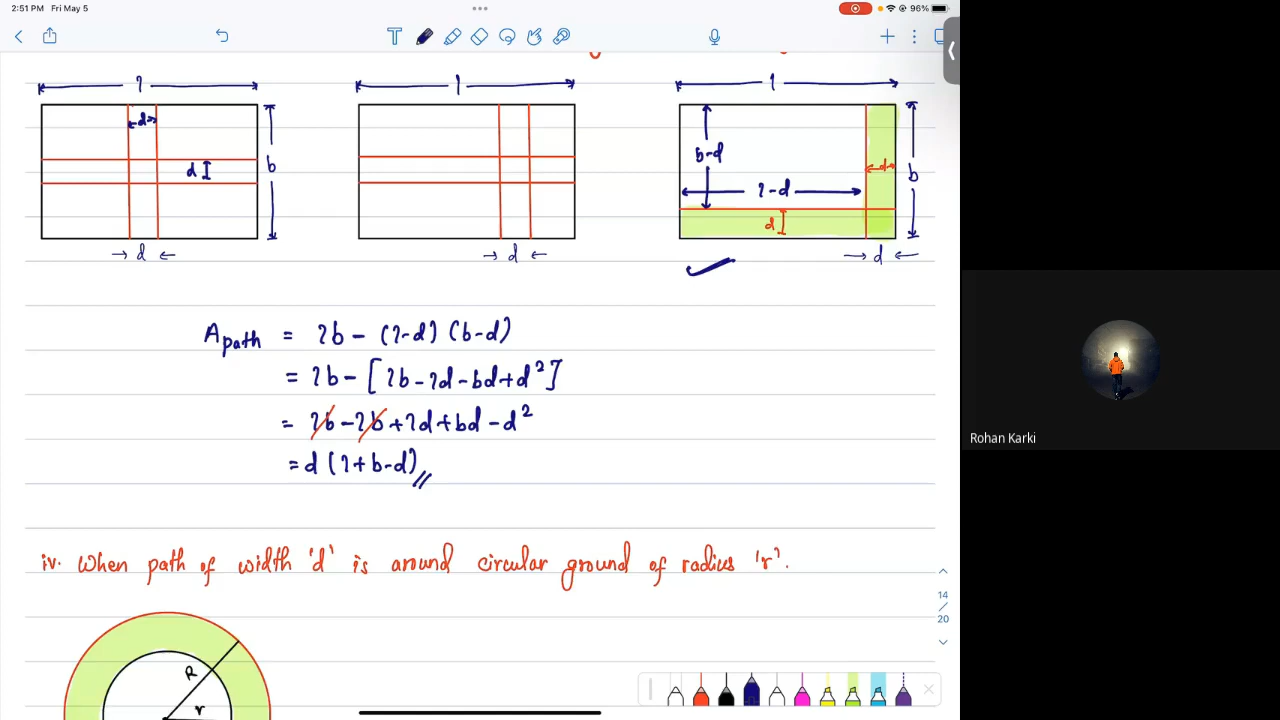 2:51 PM Fri May 5
96%
l l l
d
d b
b-d
l-d
d
b
d
d d d
A path = lb - (l-d) (b-d)
= lb - [lb - ld - bd + d²]
= lb - lb + ld + bd - d²
= d (l + b - d)
iv. When path of width 'd' is around circular ground of radius 'r'.
R
r
14
/
20
Rohan Karki